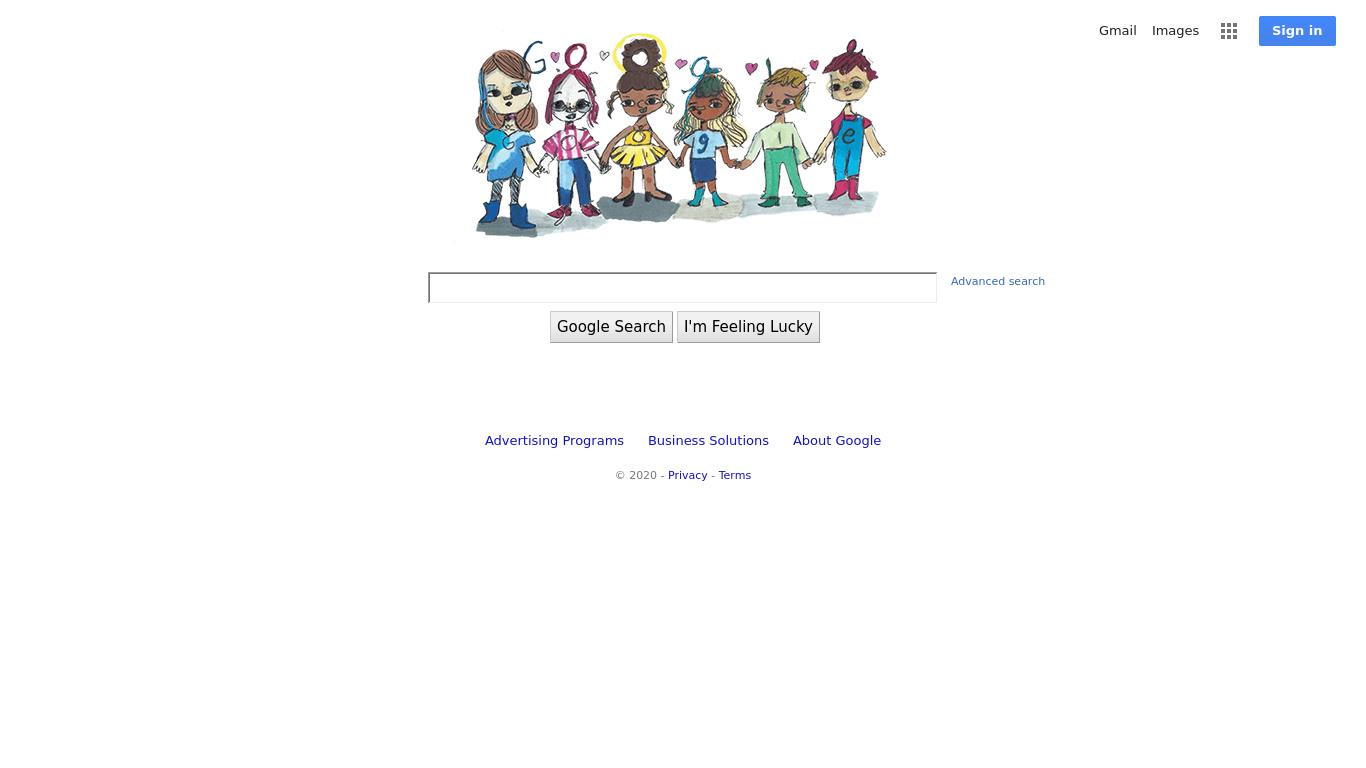 Gmail Images Sign in
G o o g l e
G O O g l e
Advanced search
Google Search I'm Feeling Lucky
Advertising Programs Business Solutions About Google
© 2020 - Privacy - Terms